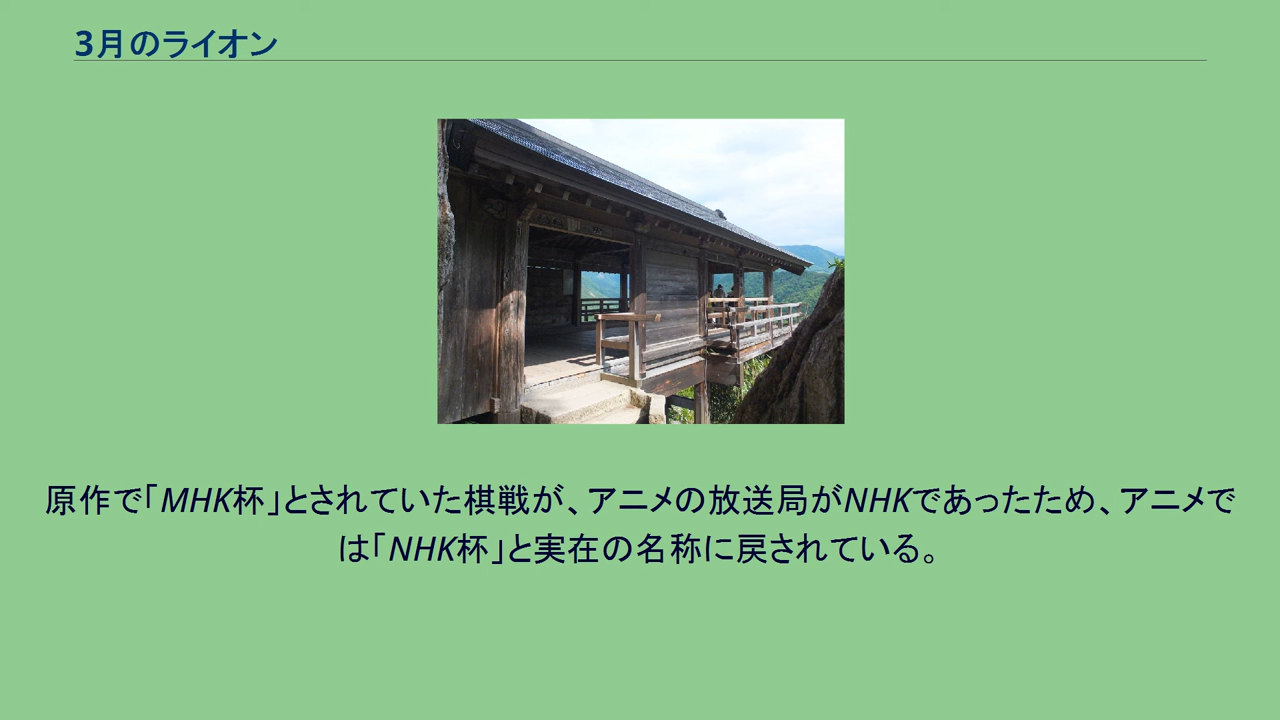 3月のライオン
原作で「MHK杯」とされていた棋戦が、アニメの放送局がNHKであったため、アニメで
は「NHK杯」と実在の名称に戻されている。